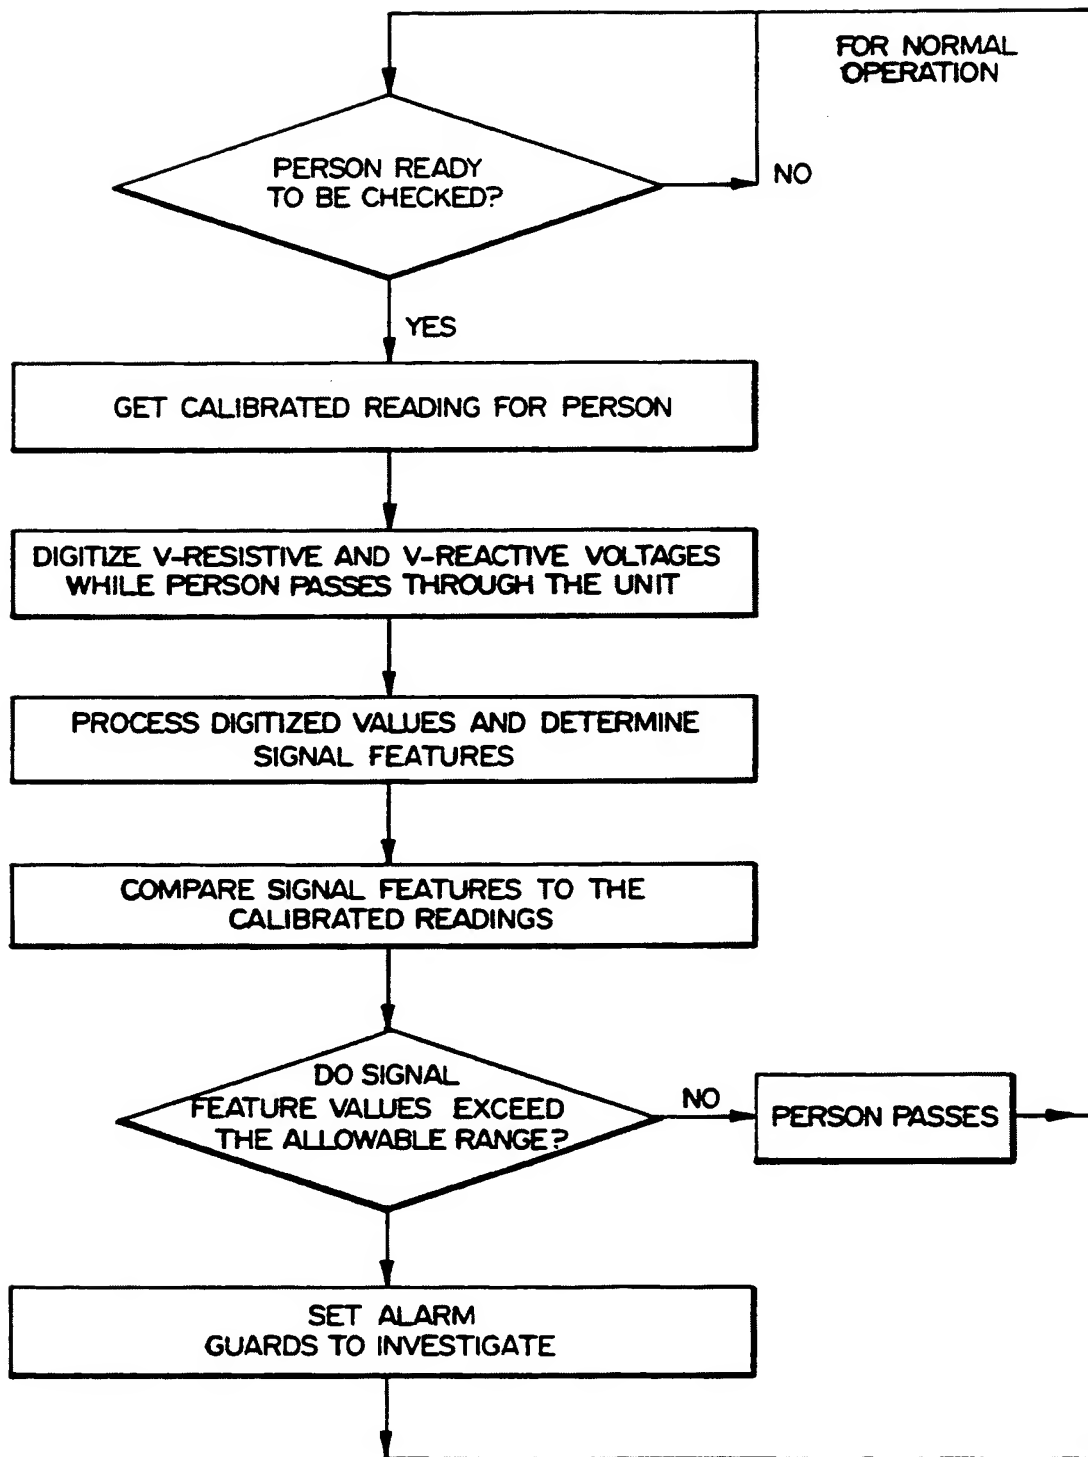 FOR NORMAL
OPERATION
PERSON READY
TO BE CHECKED?
NO
YES
GET CALIBRATED READING FOR PERSON
DIGITIZE V-RESISTIVE AND V-REACTIVE VOLTAGES
WHILE PERSON PASSES THROUGH THE UNIT
PROCESS DIGITIZED VALUES AND DETERMINE
SIGNAL FEATURES
COMPARE SIGNAL FEATURES TO THE
CALIBRATED READINGS
DO SIGNAL
FEATURE VALUES EXCEED
THE ALLOWABLE RANGE?
NO
PERSON PASSES
SET ALARM
GUARDS TO INVESTIGATE